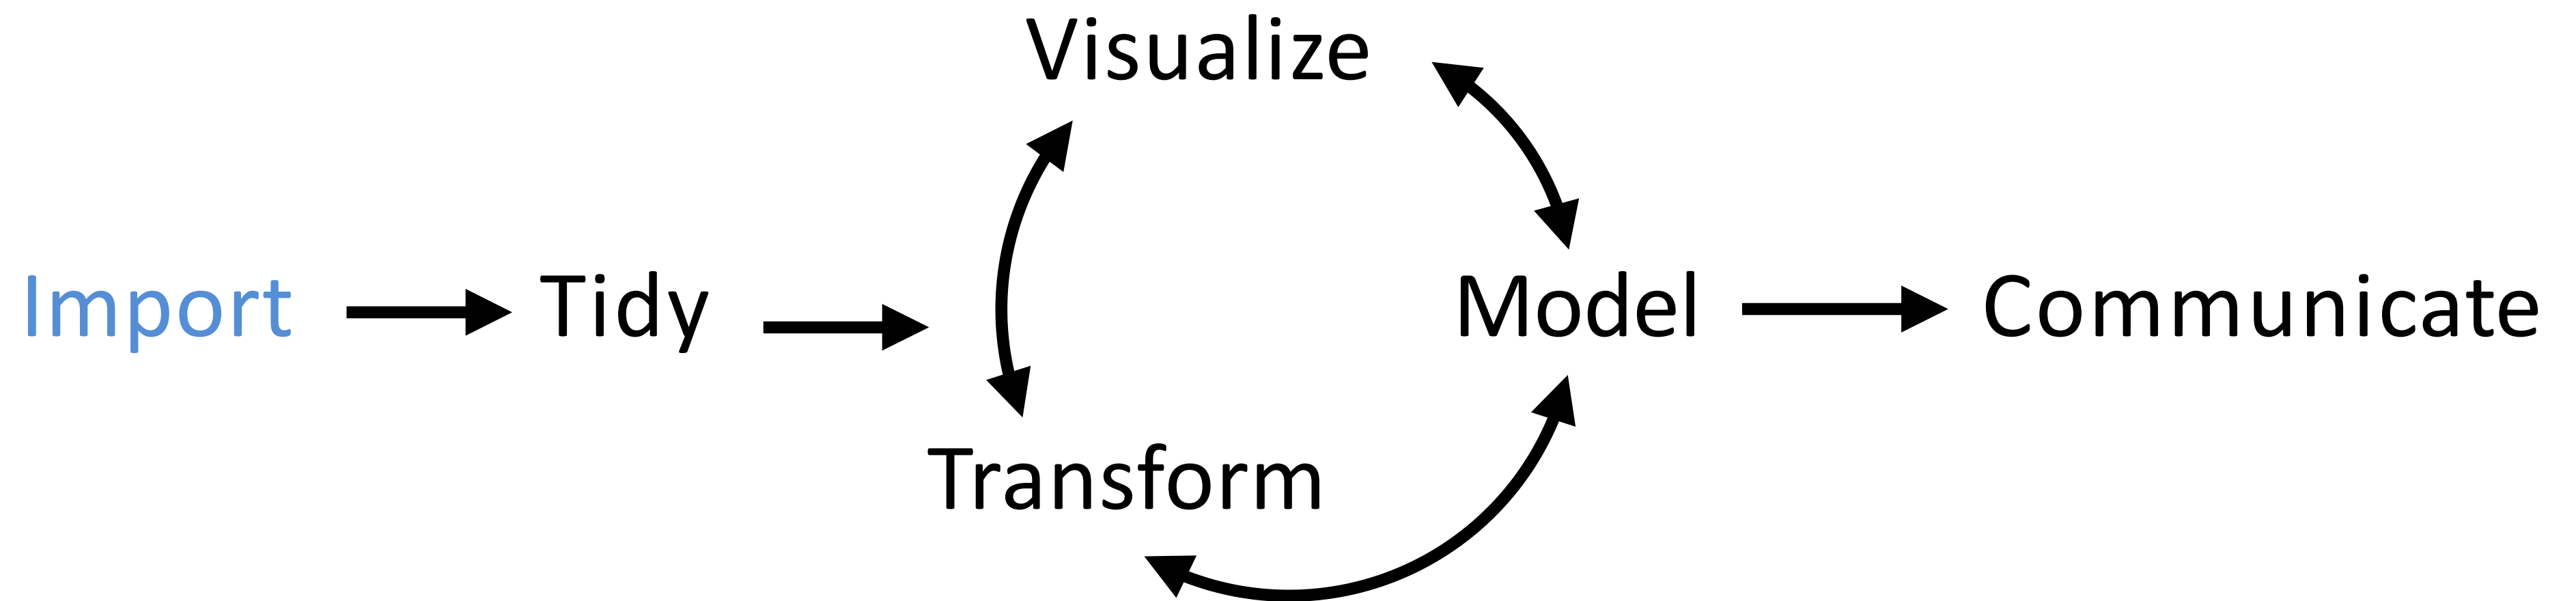 Visualize
Import
Tidy
Model
Communicate
Transform